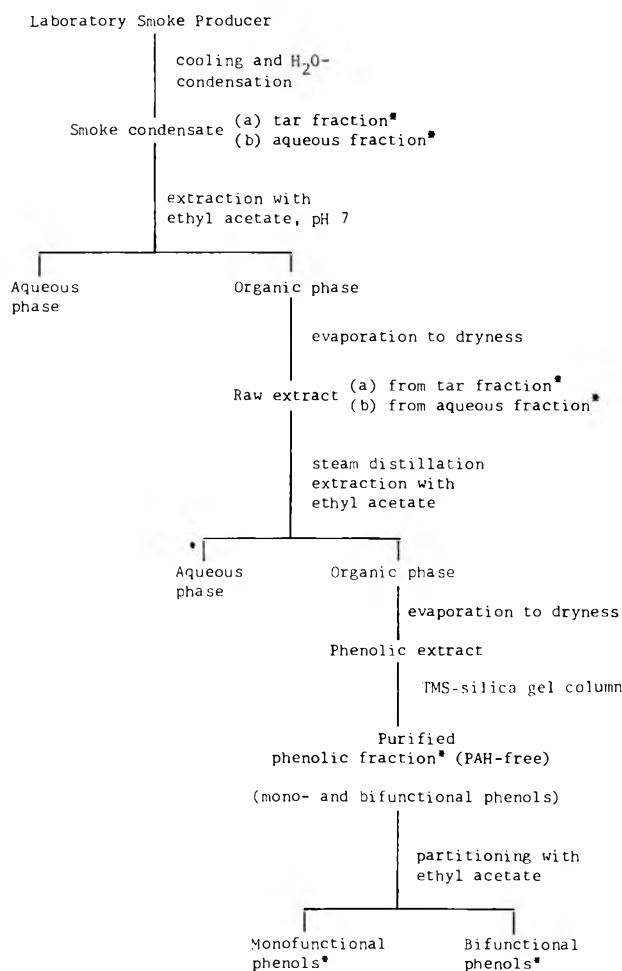 Laboratory Smoke Producer
cooling and H₂O-
condensation
Smoke condensate (a) tar fraction*
(b) aqueous fraction*
extraction with
ethyl acetate, pH 7
Aqueous
phase
Organic phase
evaporation to dryness
Raw extract (a) from tar fraction*
(b) from aqueous fraction*
steam distillation
extraction with
ethyl acetate
*
Aqueous
phase
Organic phase
evaporation to dryness
Phenolic extract
TMS-silica gel column
Purified
phenolic fraction* (PAH-free)
(mono- and bifunctional phenols)
partitioning with
ethyl acetate
Monofunctional
phenols*
Bifunctional
phenols*